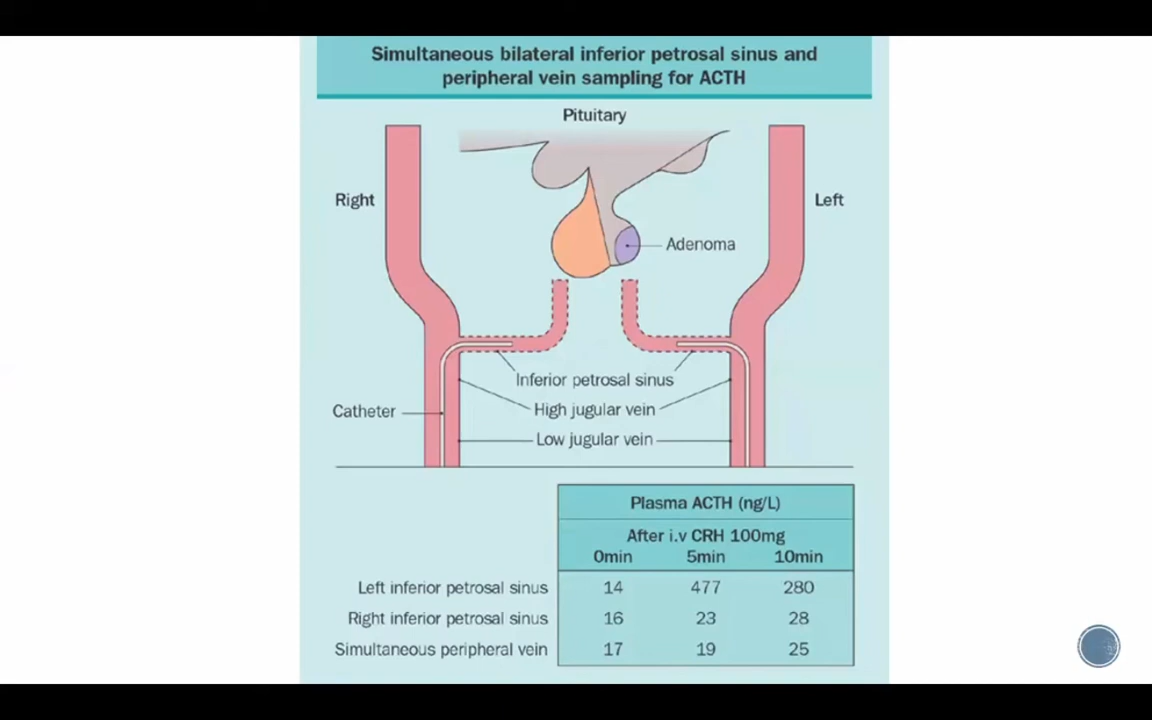 Simultaneous bilateral inferior petrosal sinus and
peripheral vein sampling for ACTH
Pituitary
Right
Left
Adenoma
Inferior petrosal sinus
High jugular vein
Catheter
Low jugular vein
Plasma ACTH (ng/L)
After i.v CRH 100mg
0min 5min 10min
Left inferior petrosal sinus 14 477 280
Right inferior petrosal sinus 16 23 28
Simultaneous peripheral vein 17 19 25